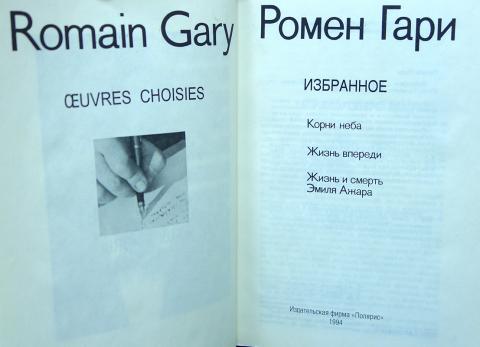 Romain Gary
ŒUVRES CHOISIES
Ромен Гари
ИЗБРАННОЕ
Корни неба
Жизнь впереди
Жизнь и смерть
Эмиля Ажара
Издательская фирма «Полярис»
1994